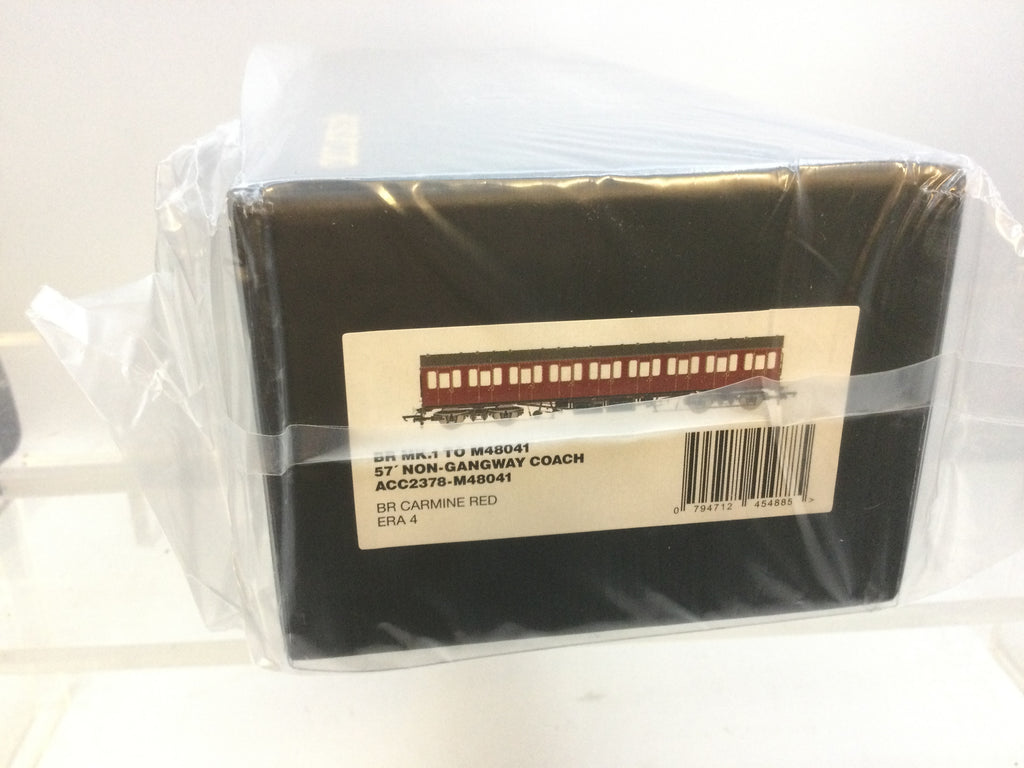 BR MK.1 TO M48041
57´ NON-GANGWAY COACH
ACC2378-M48041
BR CARMINE RED
ERA 4
0 794712 454885 >